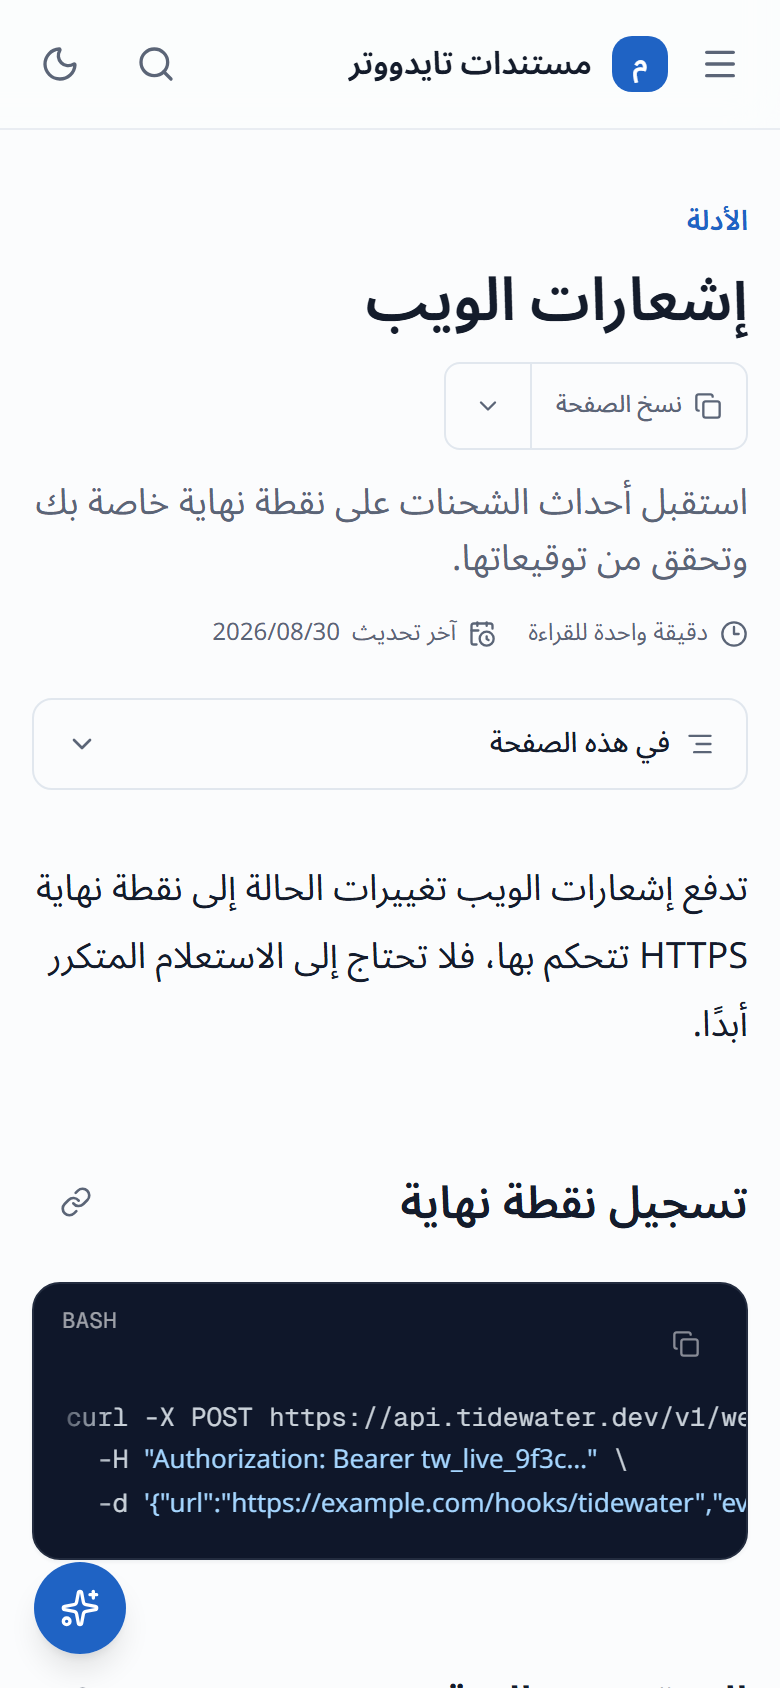 م
مستندات تايدووتر
الأدلة
إشعارات الويب
نسخ الصفحة
استقبل أحداث الشحنات على نقطة نهاية خاصة بك
وتحقق من توقيعاتها.
دقيقة واحدة للقراءة آخر تحديث 2026/08/30
في هذه الصفحة
تدفع إشعارات الويب تغييرات الحالة إلى نقطة نهاية
HTTPS تتحكم بها، فلا تحتاج إلى الاستعلام المتكرر
أبدًا.
تسجيل نقطة نهاية
BASH
curl -X POST https://api.tidewater.dev/v1/we
-H "Authorization: Bearer tw_live_9f3c…" \
-d '{"url":"https://example.com/hooks/tidewater","ev